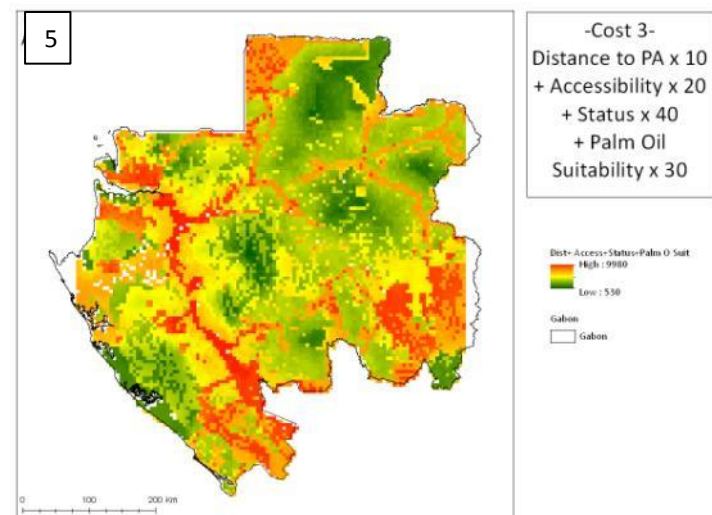 5
-Cost 3-
Distance to PA x 10
+ Accessibility x 20
+ Status x 40
+ Palm Oil
Suitability x 30
Dist+ Access+Status+Palm O Suit
High : 9980
Low : 530
Gabon
Gabon
0 100 200 Km